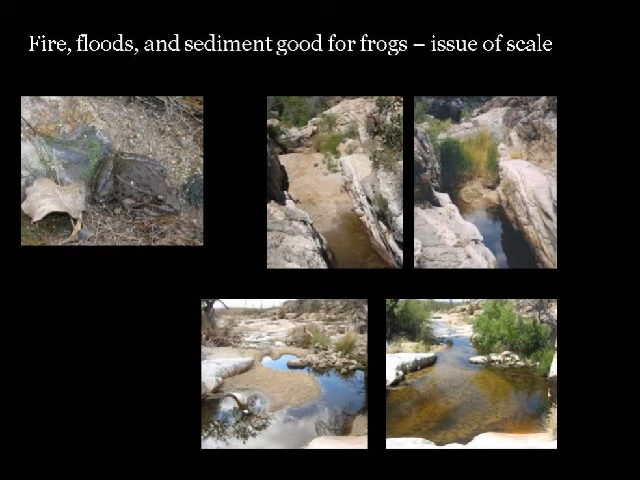 Fire, floods, and sediment good for frogs – issue of scale